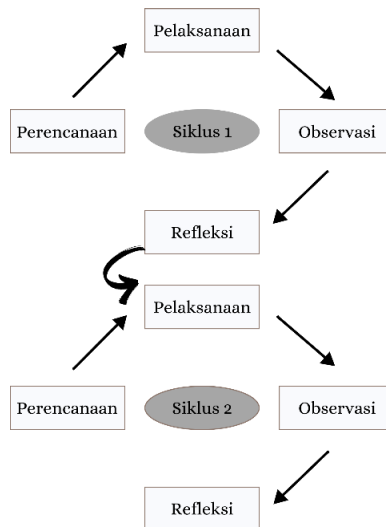 Pelaksanaan
Perencanaan
Siklus 1
Observasi
Refleksi
Pelaksanaan
Perencanaan
Siklus 2
Observasi
Refleksi